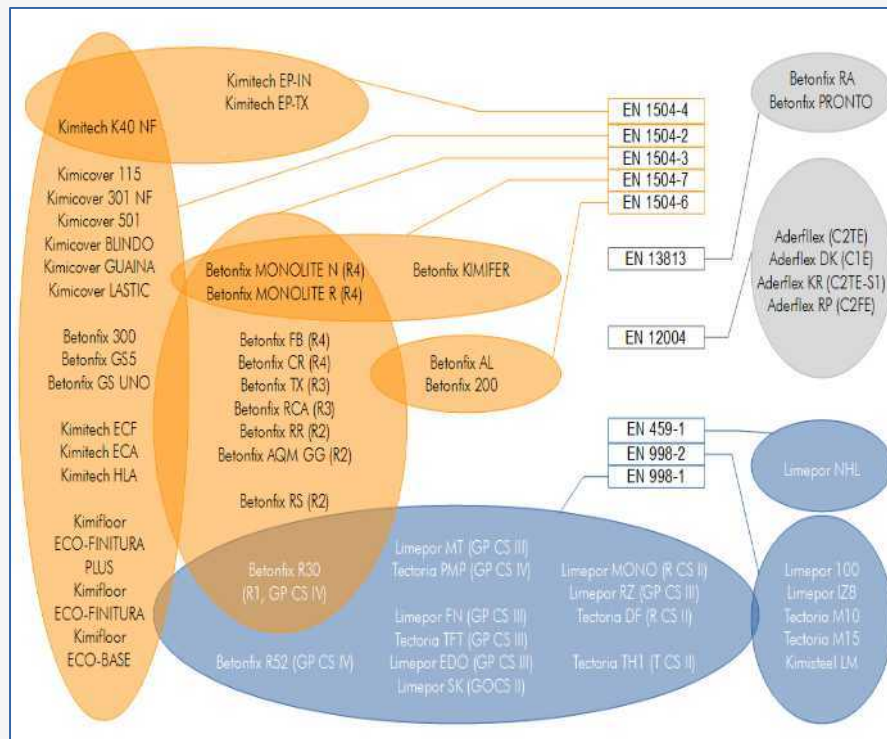 Kimitech EP-IN
Kimitech EP-TX
Kimitech K40 NF
Kimicover 115
Kimicover 301 NF
Kimicover 501
Kimicover BLINDO
Kimicover GUAINA
Kimicover LASTIC
Betonfix 300
Betonfix GS5
Betonfix GS UNO
Kimitech ECF
Kimitech ECA
Kimitech HLA
Kimifloor
ECO-FINITURA
PLUS
Kimifloor
ECO-FINITURA
Kimifloor
ECO-BASE
Betonfix MONOLITE N (R4)
Betonfix MONOLITE R (R4)
Betonfix KIMIFER
Betonfix FB (R4)
Betonfix CR (R4)
Betonfix TX (R3)
Betonfix RCA (R3)
Betonfix RR (R2)
Betonfix AQM GG (R2)
Betonfix RS (R2)
Betonfix AL
Betonfix 200
EN 1504-4
EN 1504-2
EN 1504-3
EN 1504-7
EN 1504-6
EN 13813
EN 12004
EN 459-1
EN 998-2
EN 998-1
Betonfix RA
Betonfix PRONTO
Aderfllex (C2TE)
Aderflex DK (C1E)
Aderflex KR (C2TE-S1)
Aderflex RP (C2FE)
Limepor NHL
Betonfix R30
(R1, GP CS IV)
Betonfix R52 (GP CS IV)
Limepor MT (GP CS III)
Tectoria PMP (GP CS IV)
Limepor FN (GP CS III)
Tectoria TFT (GP CS III)
Limepor EDO (GP CS III)
Limepor SK (GOCS II)
Limepor MONO (R CS II)
Limepor RZ (GP CS III)
Tectoria DF (R CS II)
Tectoria TH1 (T CS II)
Limepor 100
Limepor IZ8
Tectoria M10
Tectoria M15
Kimisteel LM